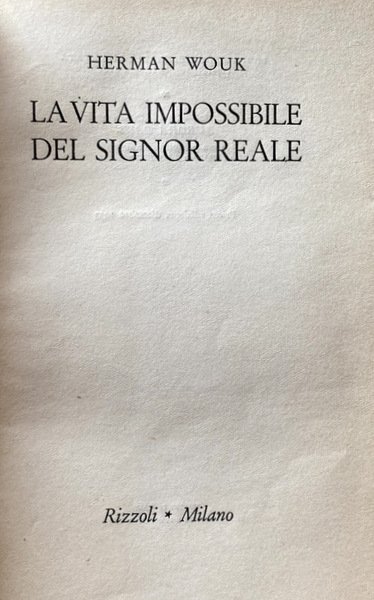 HERMAN WOUK
LA VITA IMPOSSIBILE
DEL SIGNOR REALE
Rizzoli * Milano